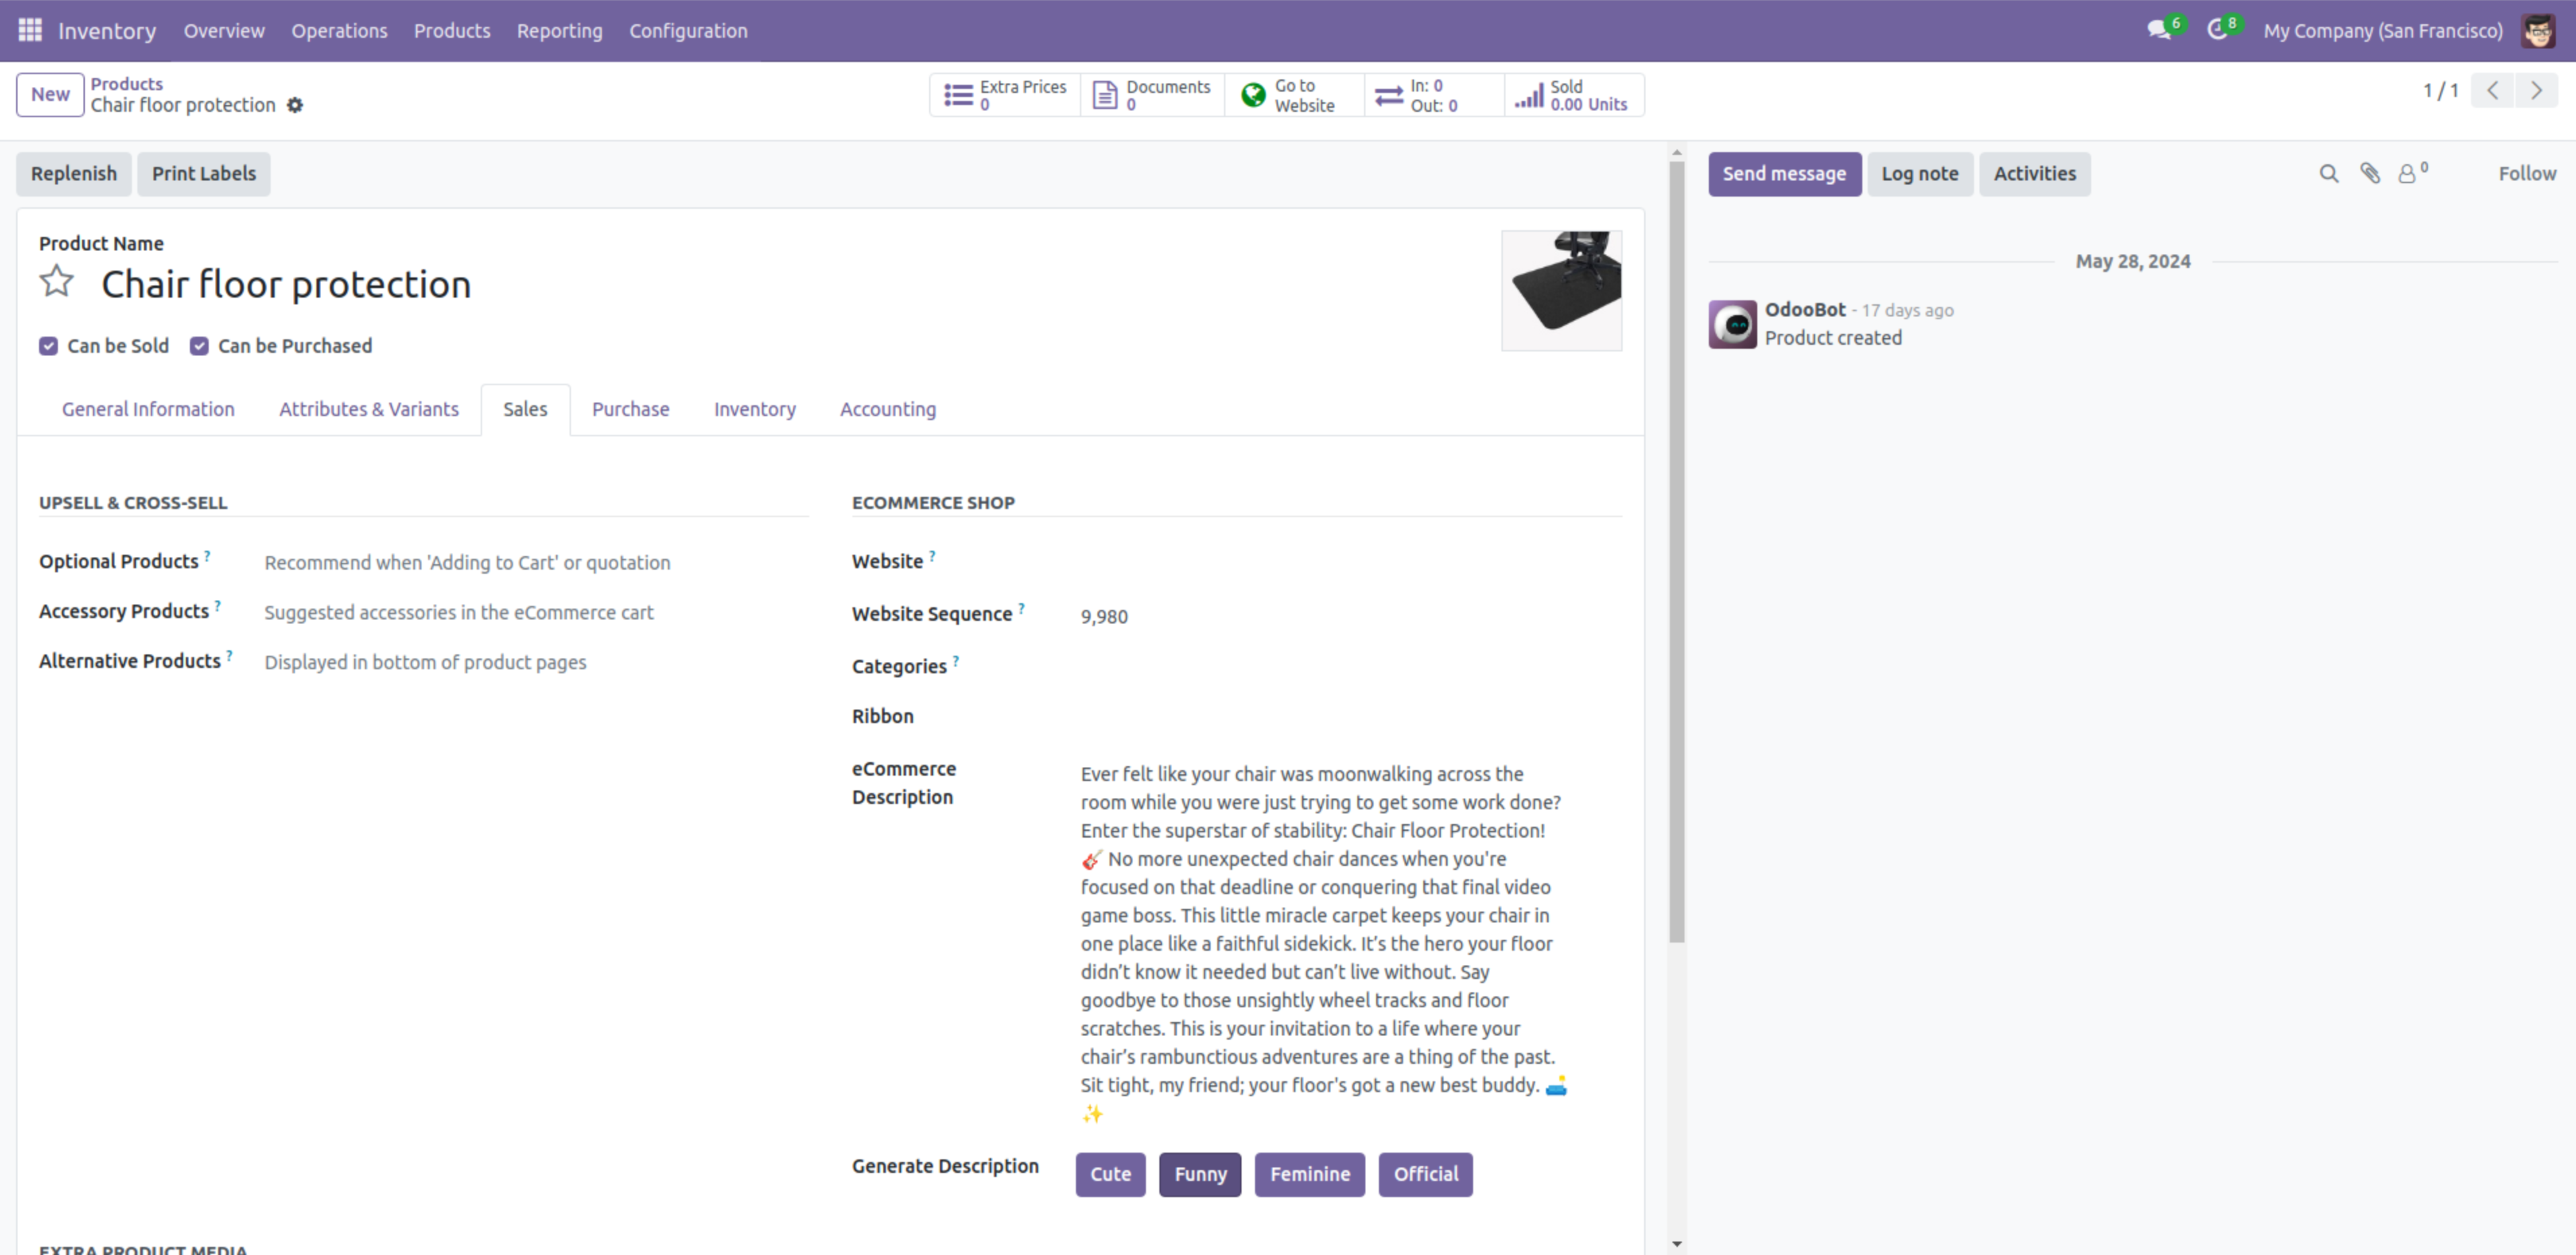 Inventory Overview Operations Products Reporting Configuration 6 8 My Company (San Francisco)
New Products
Chair floor protection
Extra Prices
0
Documents
0
Go to
Website
In: 0
Out: 0
Sold
0.00 Units
1 / 1
Replenish Print Labels
Send message Log note Activities 0 Follow
Product Name
Chair floor protection
Can be Sold Can be Purchased
May 28, 2024
OdooBot - 17 days ago
Product created
General Information Attributes & Variants Sales Purchase Inventory Accounting
UPSELL & CROSS-SELL
Optional Products ? Recommend when 'Adding to Cart' or quotation
Accessory Products ? Suggested accessories in the eCommerce cart
Alternative Products ? Displayed in bottom of product pages
ECOMMERCE SHOP
Website ?
Website Sequence ? 9,980
Categories ?
Ribbon
eCommerce
Description
Ever felt like your chair was moonwalking across the
room while you were just trying to get some work done?
Enter the superstar of stability: Chair Floor Protection!
🎸 No more unexpected chair dances when you're
focused on that deadline or conquering that final video
game boss. This little miracle carpet keeps your chair in
one place like a faithful sidekick. It's the hero your floor
didn't know it needed but can't live without. Say
goodbye to those unsightly wheel tracks and floor
scratches. This is your invitation to a life where your
chair's rambunctious adventures are a thing of the past.
Sit tight, my friend; your floor's got a new best buddy. 🛋️
✨
Generate Description Cute Funny Feminine Official
EXTRA PRODUCT MEDIA